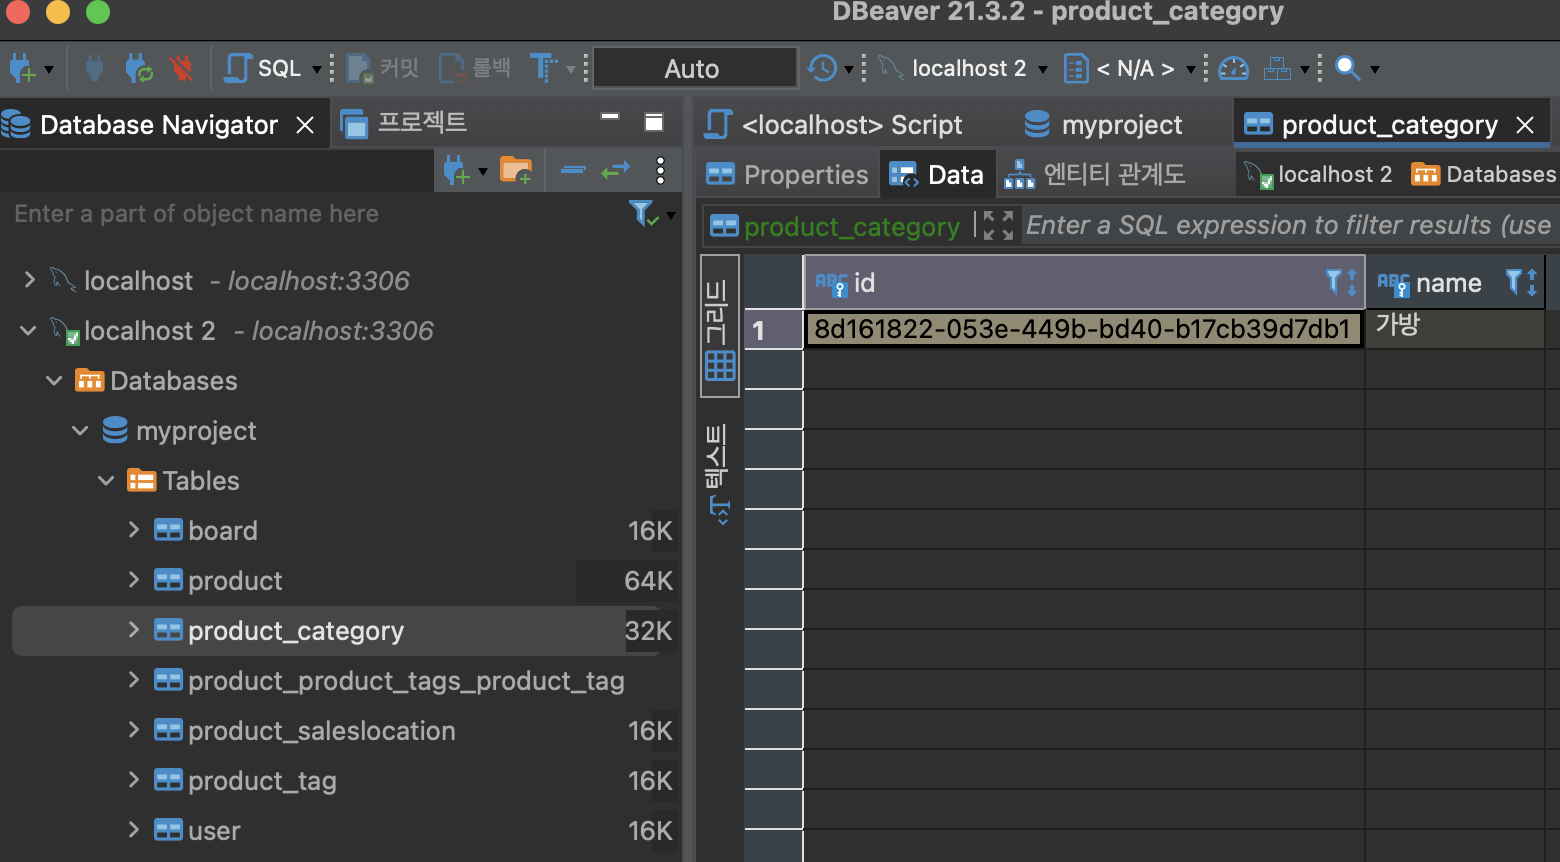 DBeaver 21.3.2 - product_category
SQL 커밋 롤백 Auto localhost 2 < N/A >
Database Navigator 프로젝트
Enter a part of object name here
localhost - localhost:3306
localhost 2 - localhost:3306
Databases
myproject
Tables
board 16K
product 64K
product_category 32K
product_product_tags_product_tag
product_saleslocation 16K
product_tag 16K
user 16K
<localhost> Script myproject product_category
Properties Data 엔티티 관계도 localhost 2 Databases
product_category Enter a SQL expression to filter results (use
그리드
텍스트
ABC id ABC name
1 8d161822-053e-449b-bd40-b17cb39d7db1 가방